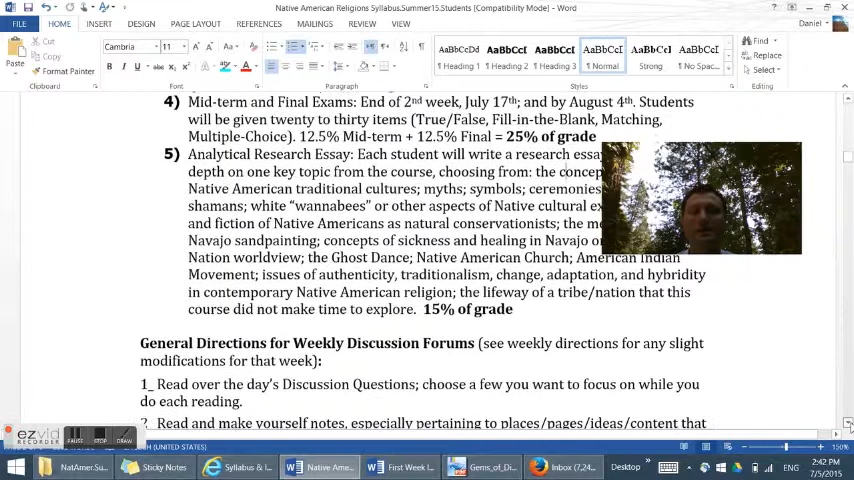 Native American Religions Syllabus.Summer15.Students [Compatibility Mode] - Word
FILE HOME INSERT DESIGN PAGE LAYOUT REFERENCES MAILINGS REVIEW VIEW Daniel
Cut
Copy
Paste Format Painter
Cambria 11
Clipboard Font Paragraph Styles Editing
AaBbCcDd AaBbCc AaBbCcI AaBbCcI AaBbCcI AaBbCcI
¶ Heading 1 ¶ Heading 2 ¶ Heading 3 ¶ Normal Strong ¶ No Spac...
Find
Replace
Select
4) Mid-term and Final Exams: End of 2nd week, July 17th; and by August 4th. Students
will be given twenty to thirty items (True/False, Fill-in-the-Blank, Matching,
Multiple-Choice). 12.5% Mid-term + 12.5% Final = 25% of grade
5) Analytical Research Essay: Each student will write a research essay
depth on one key topic from the course, choosing from: the concep
Native American traditional cultures; myths; symbols; ceremonies
shamans; white “wannabees” or other aspects of Native cultural ex
and fiction of Native Americans as natural conservationists; the
Navajo sandpainting; concepts of sickness and healing in Navajo
Nation worldview; the Ghost Dance; Native American Church; American Indian
Movement; issues of authenticity, traditionalism, change, adaptation, and hybridity
in contemporary Native American religion; the lifeway of a tribe/nation that this
course did not make time to explore. 15% of grade
General Directions for Weekly Discussion Forums (see weekly directions for any slight
modifications for that week):
1_ Read over the day’s Discussion Questions; choose a few you want to focus on while you
do each reading.
2 Read and make yourself notes, especially pertaining to places/pages/ideas/content that
ezvid
RECORDER PAUSE STOP DRAW
(UNITED STATES)
150%
NatAmer.Su... Sticky Notes Syllabus & I... Native Ame... First Week I... Gems_of_Di... Inbox (7,24... Desktop ENG
2:42 PM
7/5/2015